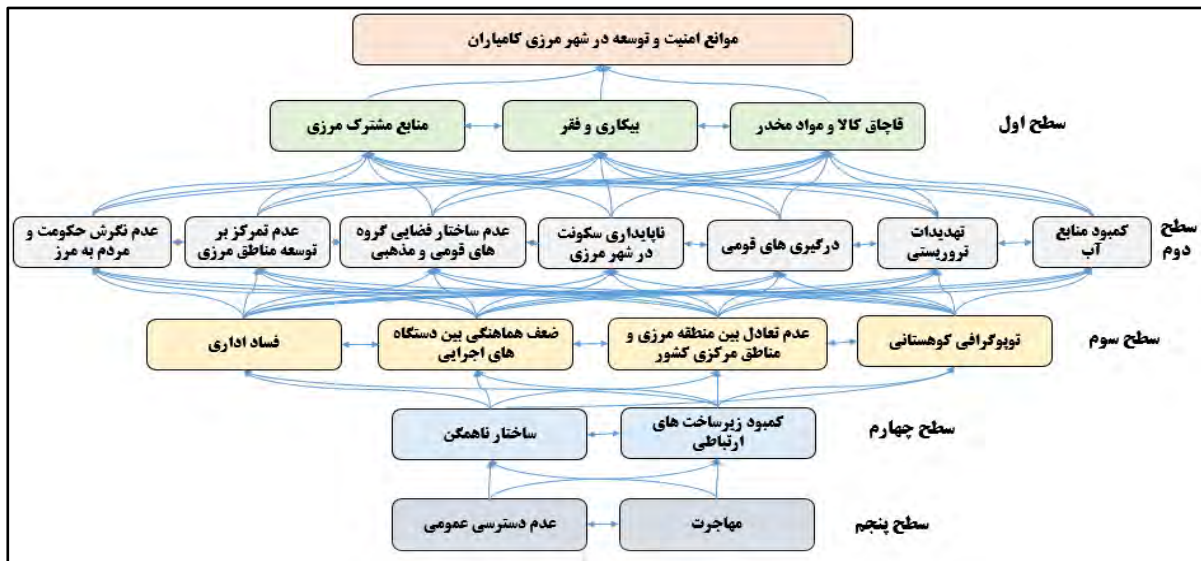 موانع امنیت و توسعه در شهر مرزی کامیاران
سطح اول
قاچاق کالا و مواد مخدر
بیکاری و فقر
منابع مشترک مرزی
سطح
دوم
کمبود منابع
آب
تهدیدات
تروریستی
درگیری های قومی
ناپایداری سکونت
در شهر مرزی
عدم ساختار فضایی گروه
های قومی و مذهبی
عدم تمرکز بر
توسعه مناطق مرزی
عدم نگرش حکومت و
مردم به مرز
سطح سوم
توپوگرافی کوهستانی
عدم تعادل بین منطقه مرزی و
مناطق مرکزی کشور
ضعف هماهنگی بین دستگاه
های اجرایی
فساد اداری
سطح چهارم
کمبود زیرساخت های
ارتباطی
ساختار ناهمگن
سطح پنجم
مهاجرت
عدم دسترسی عمومی